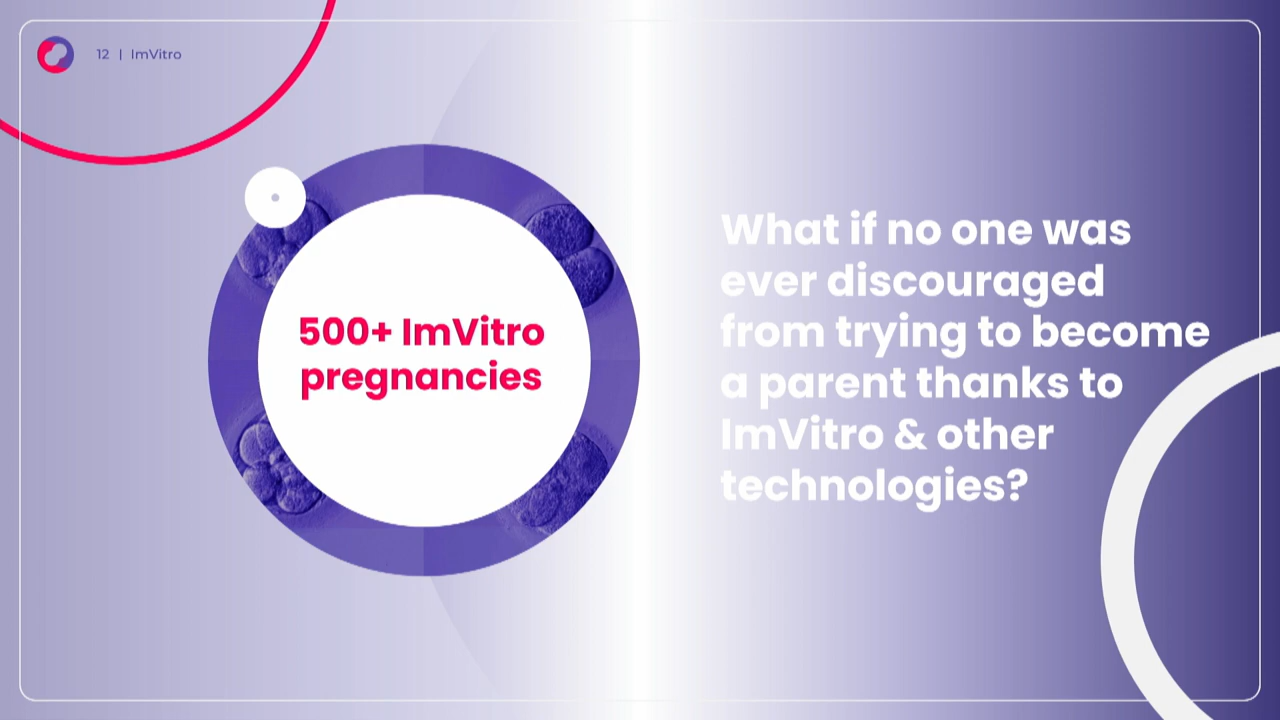 12 | ImVitro
500+ ImVitro
pregnancies
What if no one was
ever discouraged
from trying to become
a parent thanks to
ImVitro & other
technologies?